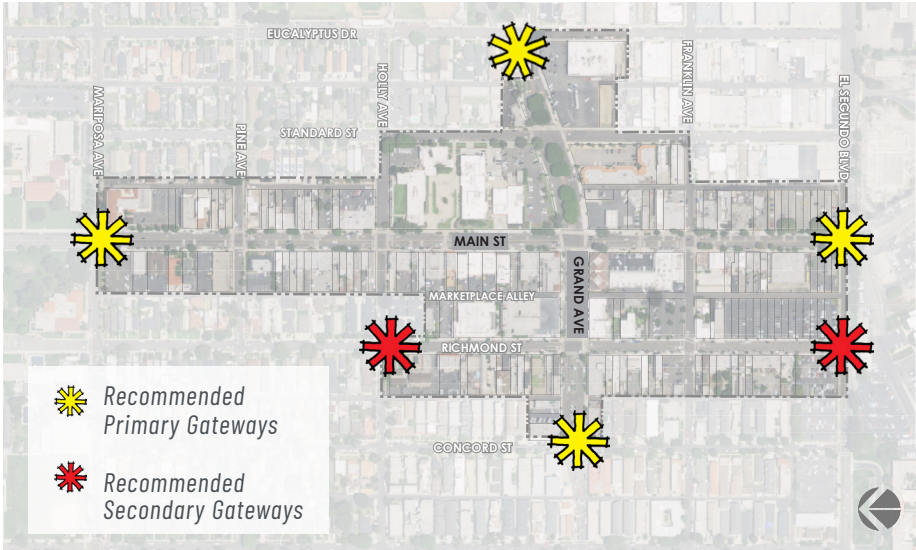 EUCALYPTUS DR
HOLLY AVE
FRANKLIN AVE
EL SEGUNDO BLVD
MARIPOSA AVE
PINE AVE
STANDARD ST
MAIN ST
GRAND AVE
MARKETPLACE ALLEY
RICHMOND ST
CONCORD ST
Recommended
Primary Gateways
Recommended
Secondary Gateways